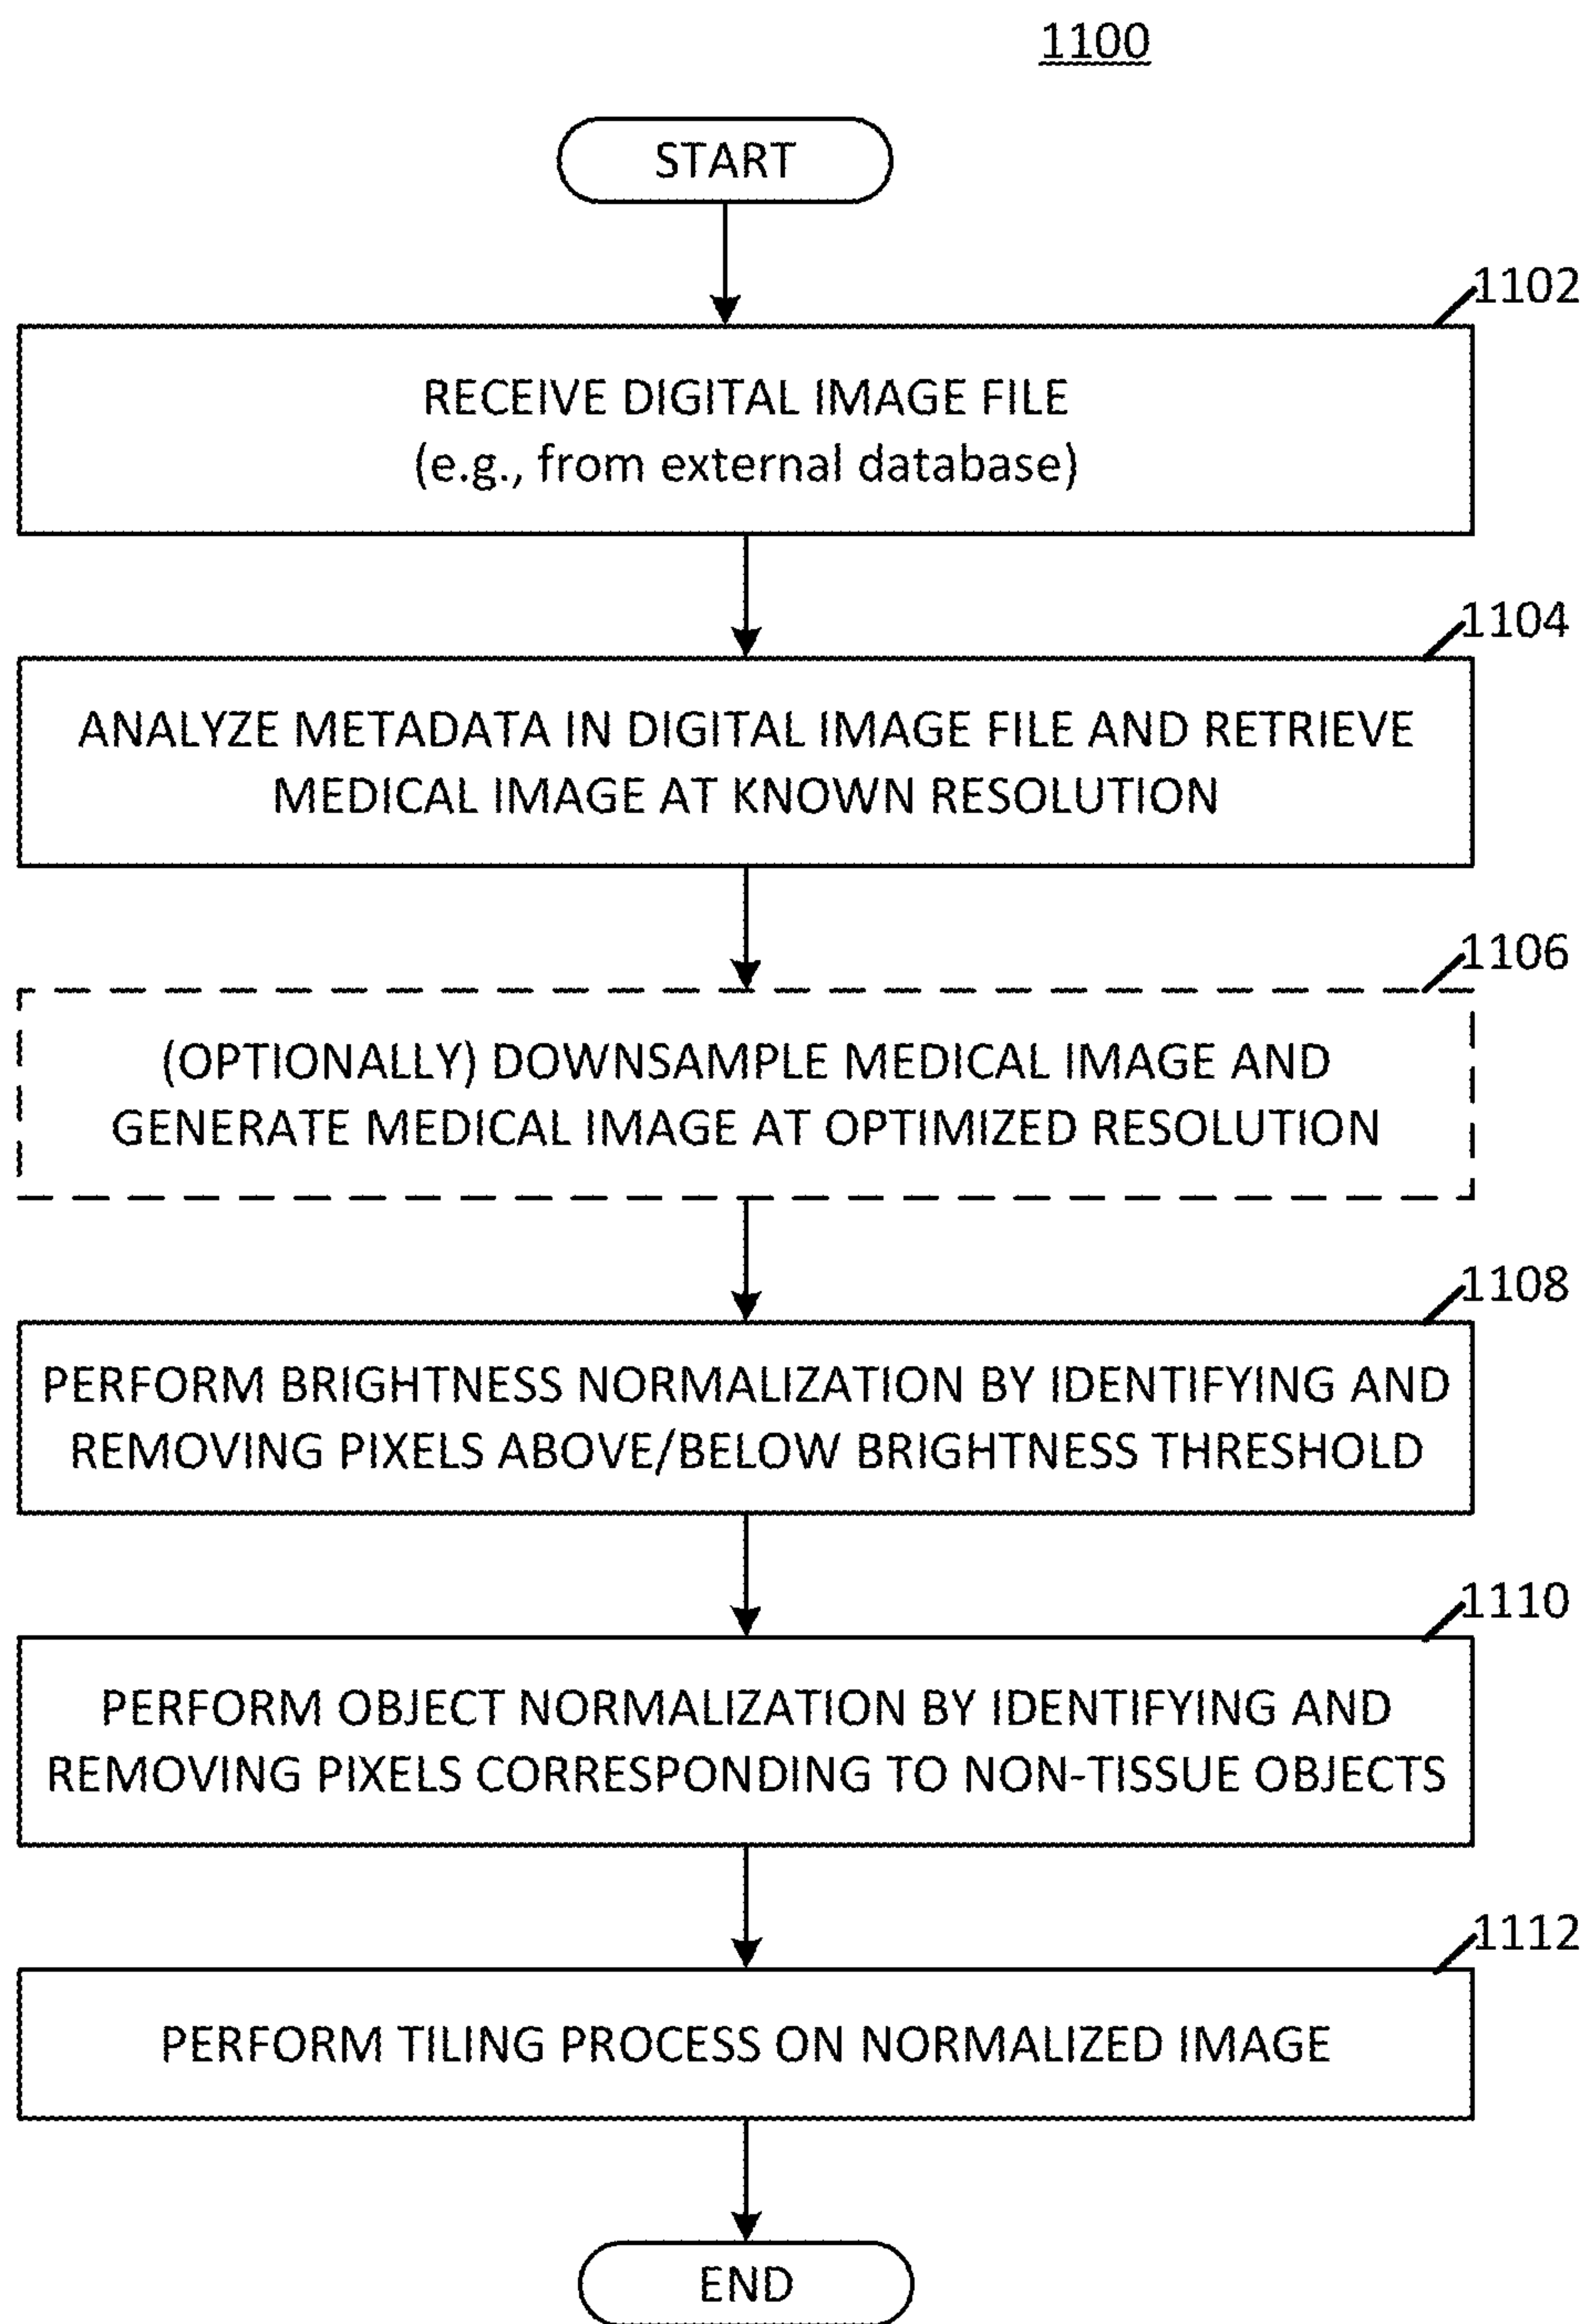 1100
START
1102
RECEIVE DIGITAL IMAGE FILE
(e.g., from external database)
1104
ANALYZE METADATA IN DIGITAL IMAGE FILE AND RETRIEVE
MEDICAL IMAGE AT KNOWN RESOLUTION
1106
(OPTIONALLY) DOWNSAMPLE MEDICAL IMAGE AND
GENERATE MEDICAL IMAGE AT OPTIMIZED RESOLUTION
1108
PERFORM BRIGHTNESS NORMALIZATION BY IDENTIFYING AND
REMOVING PIXELS ABOVE/BELOW BRIGHTNESS THRESHOLD
1110
PERFORM OBJECT NORMALIZATION BY IDENTIFYING AND
REMOVING PIXELS CORRESPONDING TO NON-TISSUE OBJECTS
1112
PERFORM TILING PROCESS ON NORMALIZED IMAGE
END